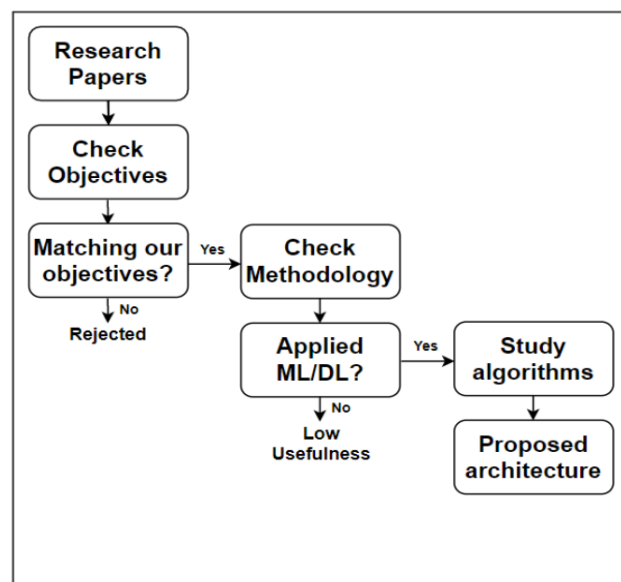 Research
Papers
Check
Objectives
Matching our
objectives?
Yes
No
Rejected
Check
Methodology
Applied
ML/DL?
Yes
No
Low
Usefulness
Study
algorithms
Proposed
architecture